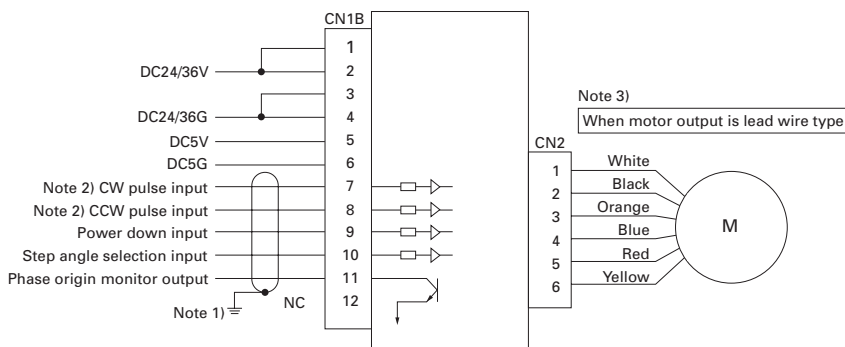 CN1B
1
DC24/36V 2
3
DC24/36G 4
DC5V 5
DC5G 6
Note 2) CW pulse input 7
Note 2) CCW pulse input 8
Power down input 9
Step angle selection input 10
Phase origin monitor output 11
NC 12
Note 1)
Note 3)
When motor output is lead wire type
CN2
1 White
2 Black
3 Orange
4 Blue
5 Red
6 Yellow
M